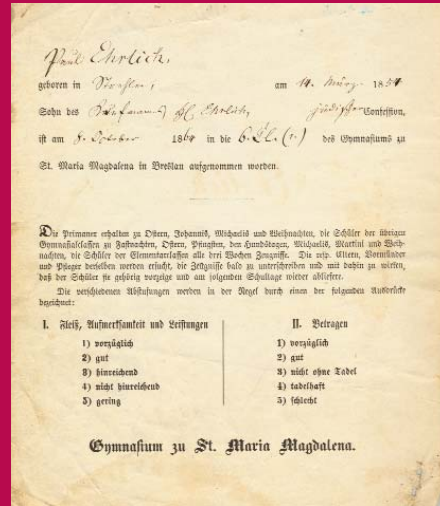 Paul Ehrlich,
geboren in Strehlen, am 14. März 1854
Sohn des Kaufmanns Ehrlich, jüdischer Confession,
ist am 8. October 1864 in die 6. Cl. des Gymnasiums zu
St. Maria Magdalena in Breslau aufgenommen worden.
Die Primaner erhalten zu Ostern, Johannis, Michaelis und Weihnachten, die Schüler der übrigen
Gymnasialclassen zu Fastnachten, Ostern, Pfingsten, den Hundstagen, Michaelis, Martini und Weih-
nachten, die Schüler der Elementarclassen alle drei Wochen Zeugnisse. Die resp. Eltern, Vormünder
und Pfleger derselben werden ersucht, die Zeugnisse bald zu unterschreiben und mit dahin zu wirken,
daß der Schüler sie gehörig vorzeige und am folgenden Schultage wieder abliefere.
Die verschiedenen Abstufungen werden in der Regel durch einen der folgenden Ausdrücke
bezeichnet:
I. Fleiß, Aufmerksamkeit und Leistungen
1) vorzüglich
2) gut
3) hinreichend
4) nicht hinreichend
5) gering
II. Betragen
1) vorzüglich
2) gut
3) nicht ohne Tadel
4) tadelhaft
5) schlecht
Gymnasium zu St. Maria Magdalena.